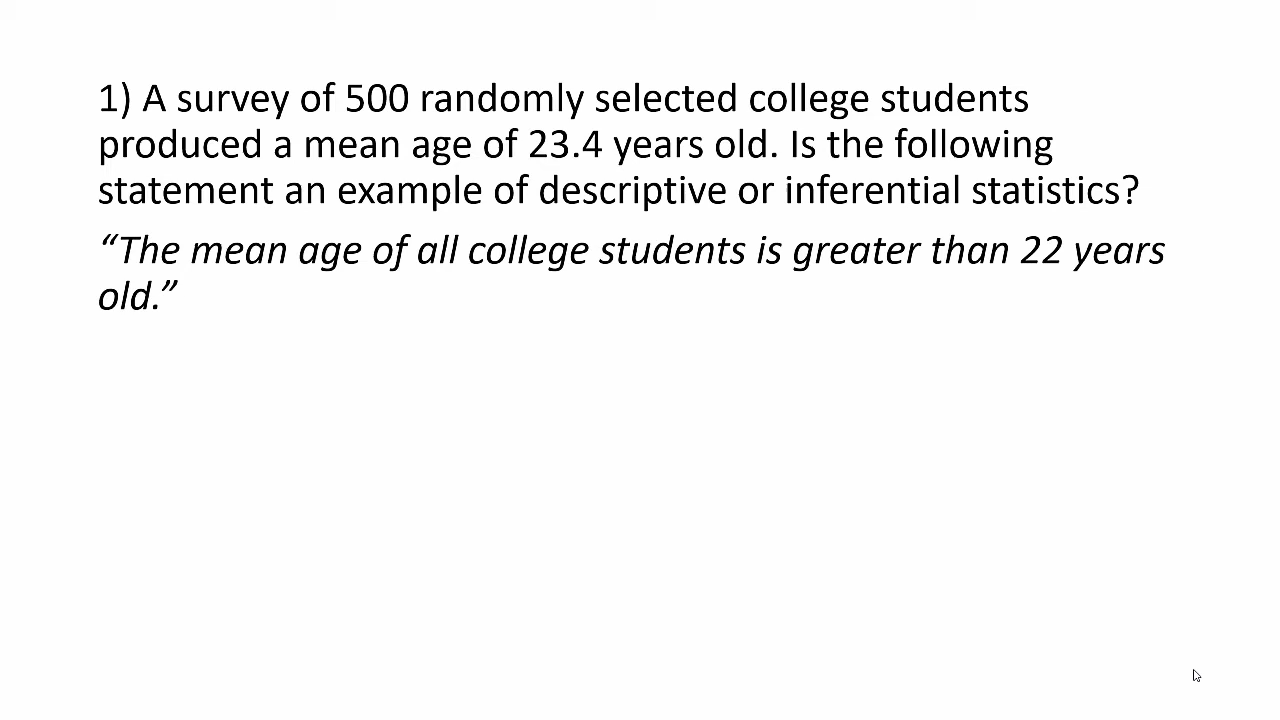 1) A survey of 500 randomly selected college students
produced a mean age of 23.4 years old. Is the following
statement an example of descriptive or inferential statistics?
“The mean age of all college students is greater than 22 years
old.”